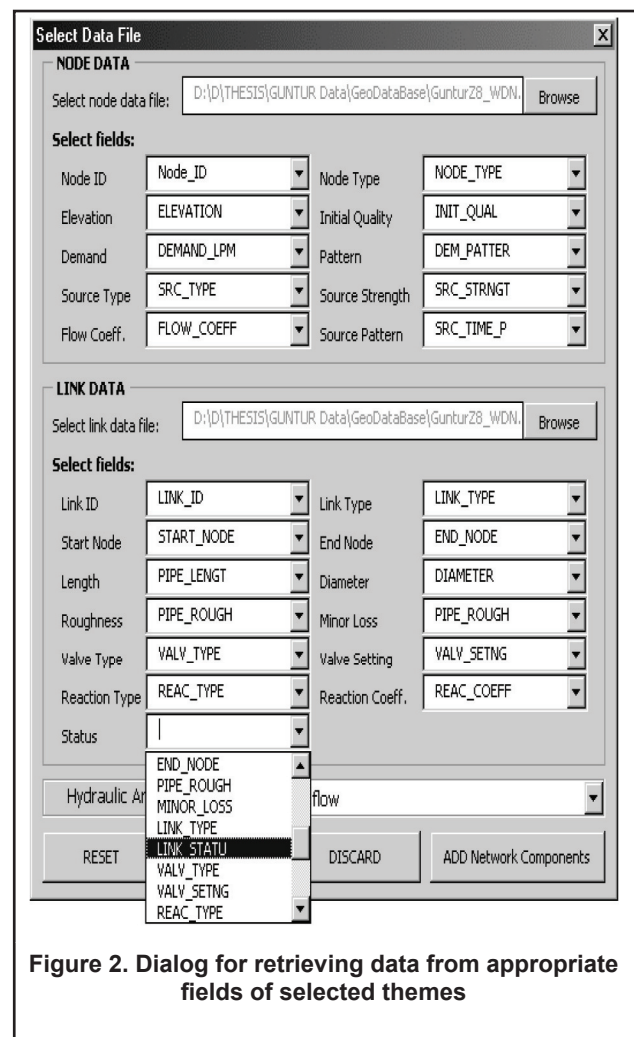 Select Data File X
NODE DATA
Select node data file: D:\D\THESIS\GUNTUR Data\GeoDataBase\GunturZ8_WDN. Browse
Select fields:
Node ID Node_ID Node Type NODE_TYPE
Elevation ELEVATION Initial Quality INIT_QUAL
Demand DEMAND_LPM Pattern DEM_PATTER
Source Type SRC_TYPE Source Strength SRC_STRNGT
Flow Coeff. FLOW_COEFF Source Pattern SRC_TIME_P
LINK DATA
Select link data file: D:\D\THESIS\GUNTUR Data\GeoDataBase\GunturZ8_WDN. Browse
Select fields:
Link ID LINK_ID Link Type LINK_TYPE
Start Node START_NODE End Node END_NODE
Length PIPE_LENGT Diameter DIAMETER
Roughness PIPE_ROUGH Minor Loss PIPE_ROUGH
Valve Type VALV_TYPE Valve Setting VALV_SETNG
Reaction Type REAC_TYPE Reaction Coeff. REAC_COEFF
Status
END_NODE
PIPE_ROUGH
MINOR_LOSS
LINK_TYPE
LINK_STATU
VALV_TYPE
VALV_SETNG
REAC_TYPE
Hydraulic flow
RESET DISCARD ADD Network Components
Figure 2. Dialog for retrieving data from appropriate
fields of selected themes